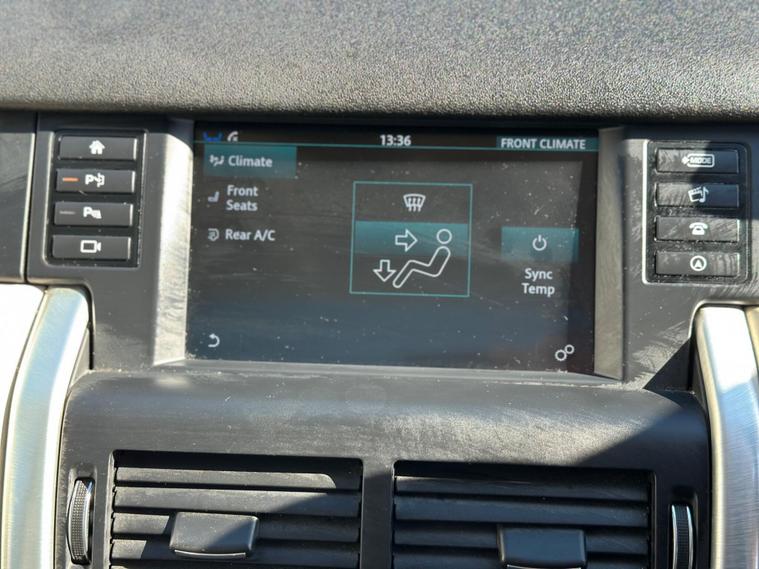 13:36
FRONT CLIMATE
Climate
Front
Seats
Rear A/C
Sync
Temp
P
P
MODE
A